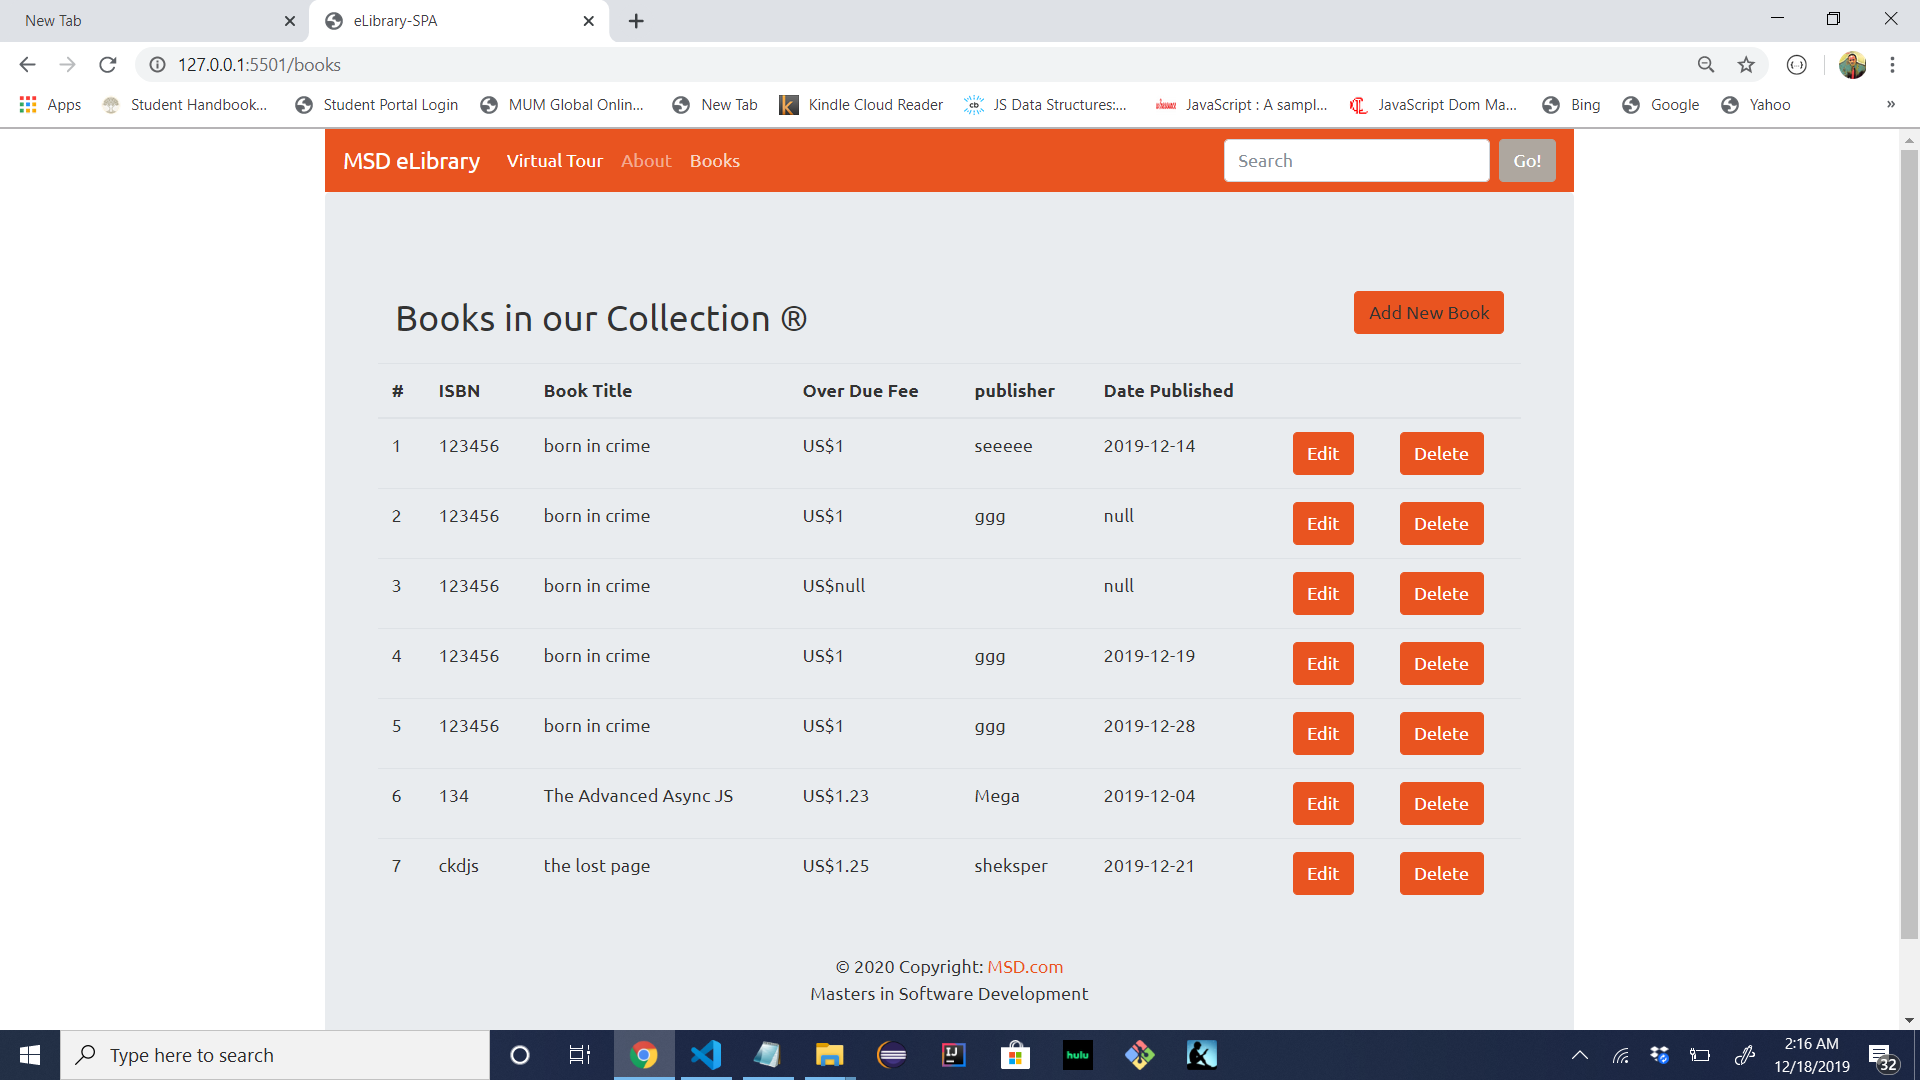 New Tab
eLibrary-SPA
127.0.0.1:5501/books
Apps Student Handbook... Student Portal Login MUM Global Onlin... New Tab Kindle Cloud Reader JS Data Structures:... JavaScript : A sampl... JavaScript Dom Ma... Bing Google Yahoo »
MSD eLibrary Virtual Tour About Books Search Go!
Books in our Collection ® Add New Book
# ISBN Book Title Over Due Fee publisher Date Published
1 123456 born in crime US$1 seeeee 2019-12-14 Edit Delete
2 123456 born in crime US$1 ggg null Edit Delete
3 123456 born in crime US$null null Edit Delete
4 123456 born in crime US$1 ggg 2019-12-19 Edit Delete
5 123456 born in crime US$1 ggg 2019-12-28 Edit Delete
6 134 The Advanced Async JS US$1.23 Mega 2019-12-04 Edit Delete
7 ckdjs the lost page US$1.25 sheksper 2019-12-21 Edit Delete
© 2020 Copyright: MSD.com
Masters in Software Development
Type here to search
hulu
2:16 AM
12/18/2019
32